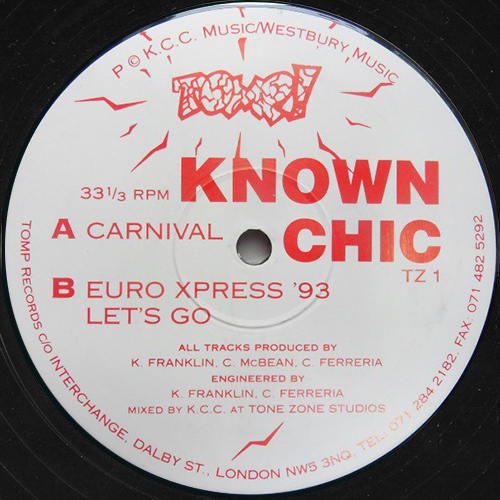 P © K.C.C. MUSIC/WESTBURY MUSIC
TOMP!
KNOWN
CHIC
33 1/3 RPM
A CARNIVAL
TZ 1
B EURO XPRESS '93
LET'S GO
ALL TRACKS PRODUCED BY
K. FRANKLIN, C. MCBEAN, C. FERRERIA
ENGINEERED BY
K. FRANKLIN, C. FERRERIA
MIXED BY K.C.C. AT TONE ZONE STUDIOS
TOMP RECORDS C/O INTERCHANGE, DALBY ST., LONDON NW5 3NQ. TEL: 071 284 2182. FAX: 071 482 5292